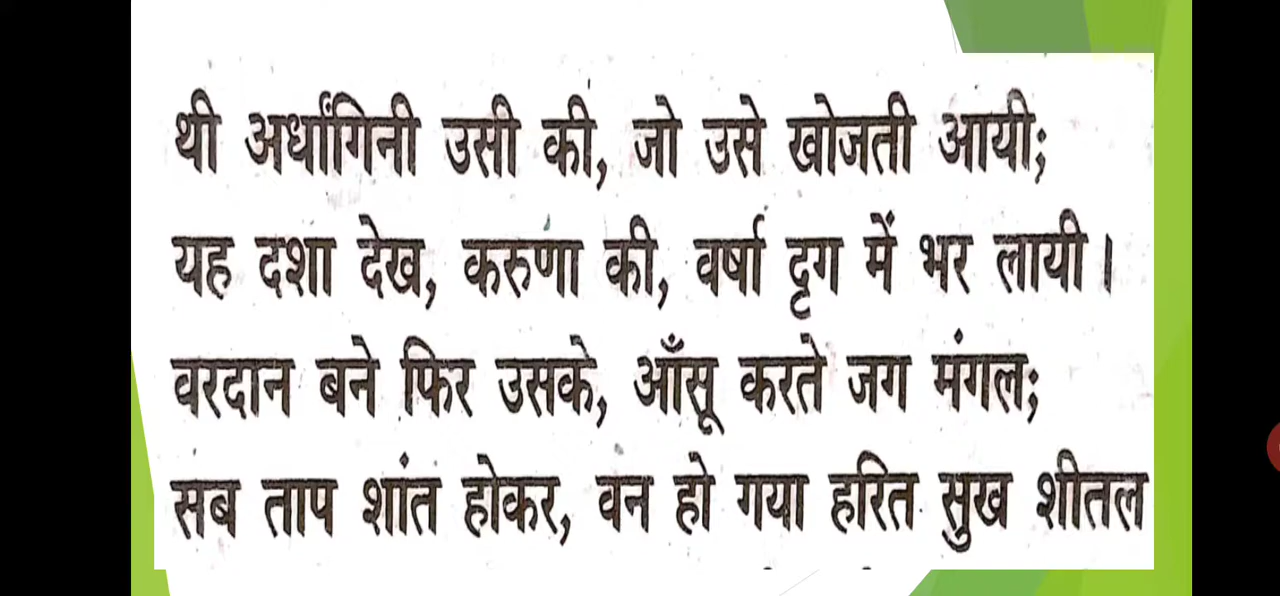 थी अर्धांगिनी उसी की, जो उसे खोजती आयी;
यह दशा देख, करुणा की, वर्षा दृग में भर लायी।
वरदान बने फिर उसके, आँसू करते जग मंगल;
सब ताप शांत होकर, वन हो गया हरित सुख शीतल